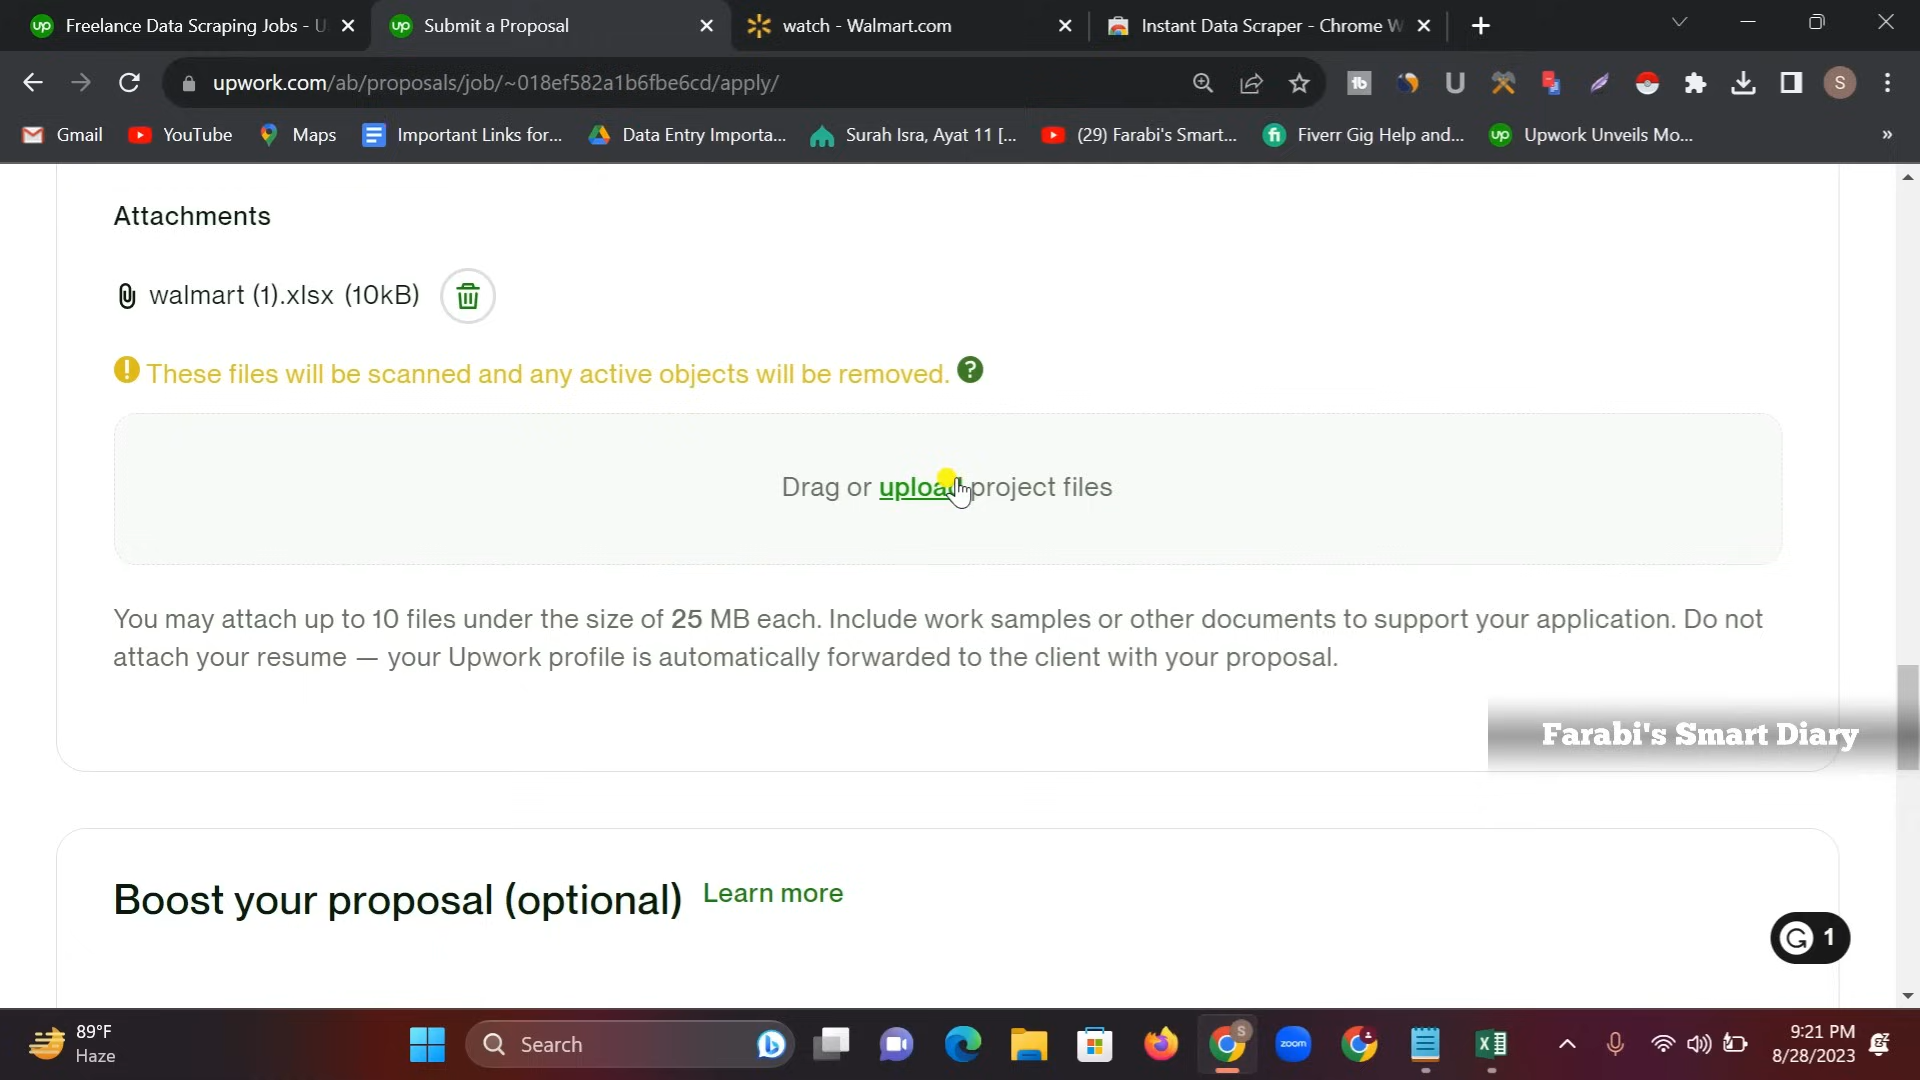 Freelance Data Scraping Jobs - U
Submit a Proposal
watch - Walmart.com
Instant Data Scraper - Chrome W
upwork.com/ab/proposals/job/~018ef582a1b6fbe6cd/apply/
Gmail
YouTube
Maps
Important Links for...
Data Entry Importa...
Surah Isra, Ayat 11 [...
(29) Farabi's Smart...
Fiverr Gig Help and...
Upwork Unveils Mo...
»
Attachments
walmart (1).xlsx (10kB)
These files will be scanned and any active objects will be removed.
Drag or upload project files
You may attach up to 10 files under the size of 25 MB each. Include work samples or other documents to support your application. Do not
attach your resume — your Upwork profile is automatically forwarded to the client with your proposal.
Farabi's Smart Diary
Boost your proposal (optional) Learn more
1
89°F
Haze
Search
zoom
9:21 PM
8/28/2023